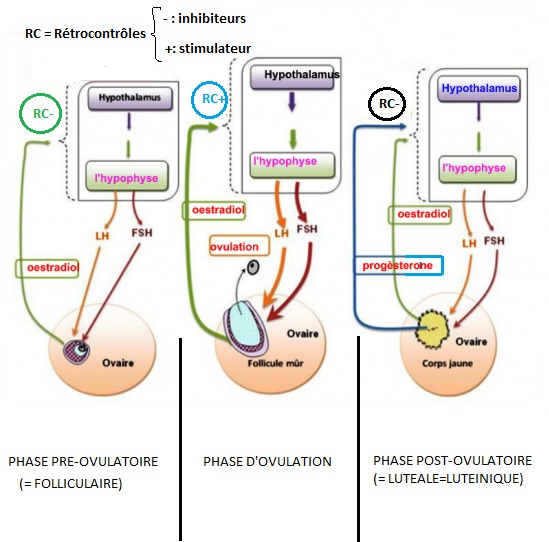 RC = Rétrocontrôles
- : inhibiteurs
+: stimulateur
RC-
Hypothalamus
l'hypophyse
LH
FSH
oestradiol
Ovaire
RC+
Hypothalamus
l'hypophyse
oestradiol
LH
FSH
ovulation
Ovaire
Follicule mûr
RC-
Hypothalamus
l'hypophyse
oestradiol
LH
FSH
progèsterone
Ovaire
Corps jaune
PHASE PRE-OVULATOIRE
(= FOLLICULAIRE)
PHASE D'OVULATION
PHASE POST-OVULATOIRE
(= LUTEALE=LUTEINIQUE)